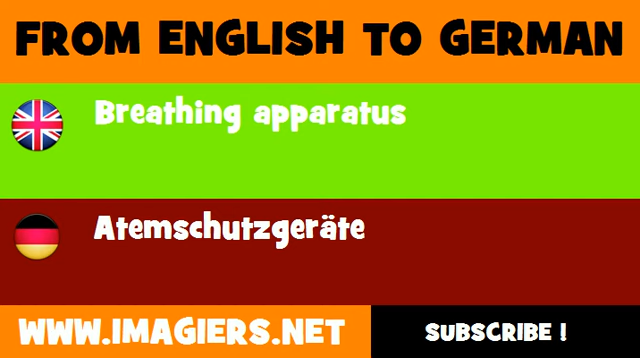 FROM ENGLISH TO GERMAN
Breathing apparatus
Atemschutzgeräte
WWW.IMAGIERS.NET
SUBSCRIBE !